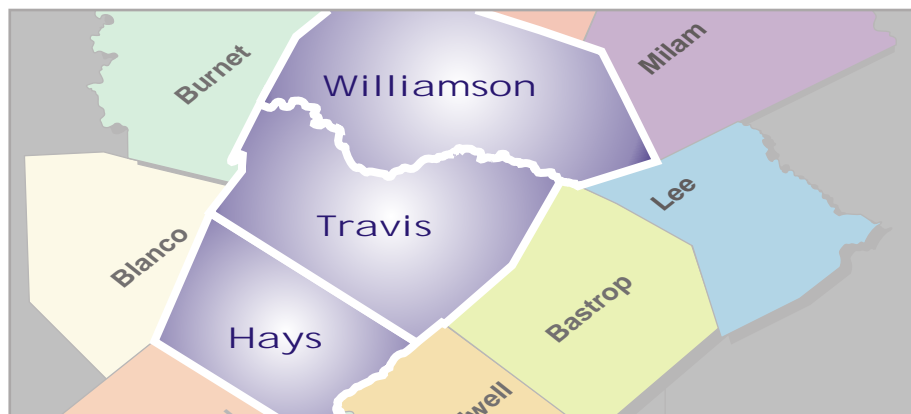 Burnet
Williamson
Milam
Lee
Travis
Blanco
Bastrop
Hays